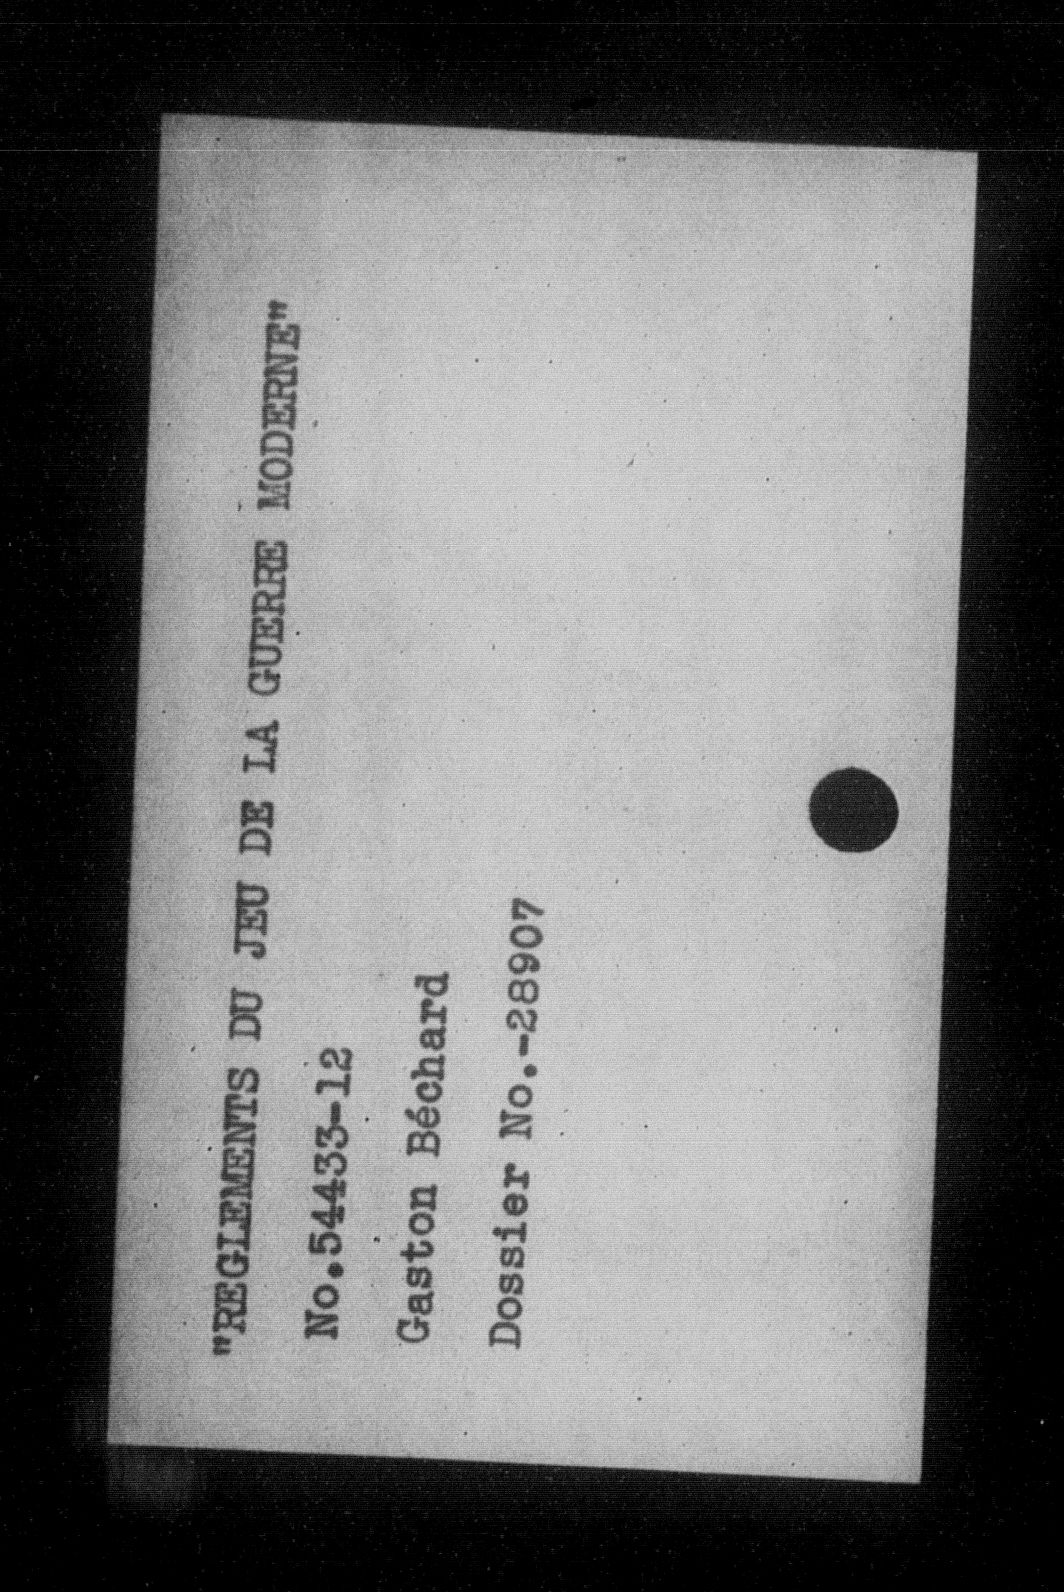 "REGLEMENTS DU JEU DE LA GUERRE MODERNE"
No.54433-12
Gaston Béchard
Dossier No.-28907